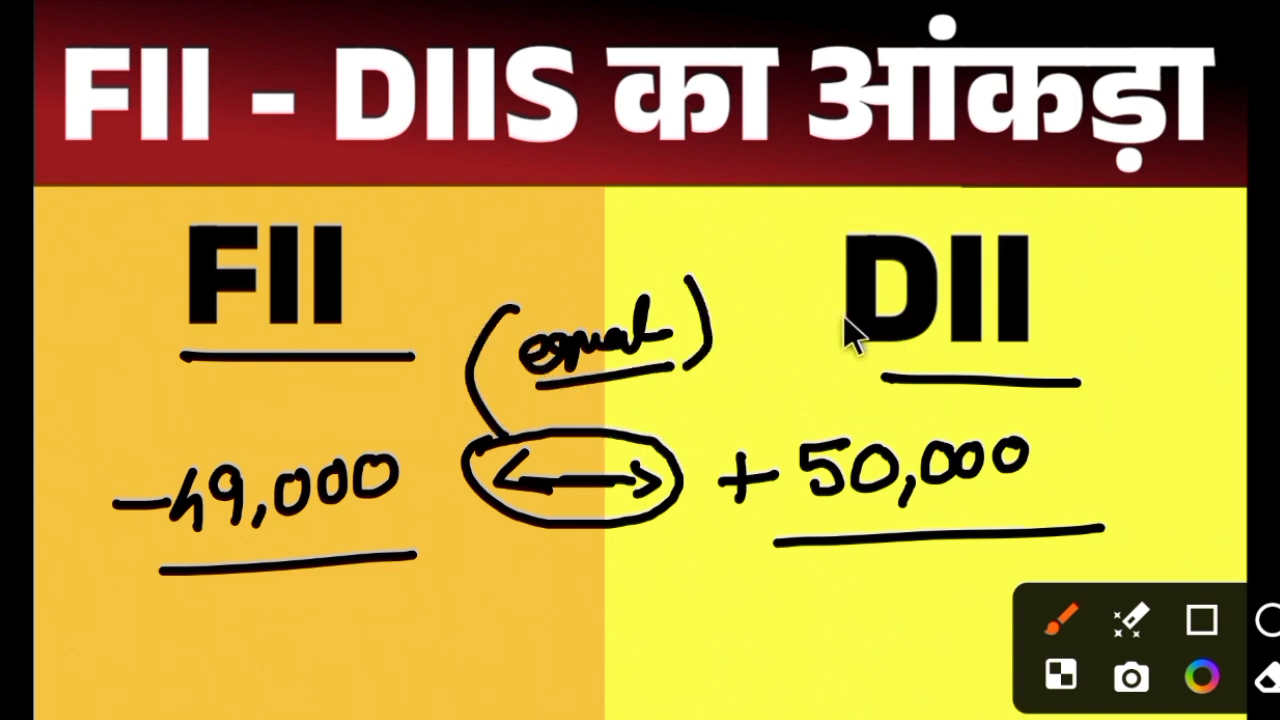 FII - DIIS का आंकड़ा
FII
DII
(equal)
-49,000
+ 50,000